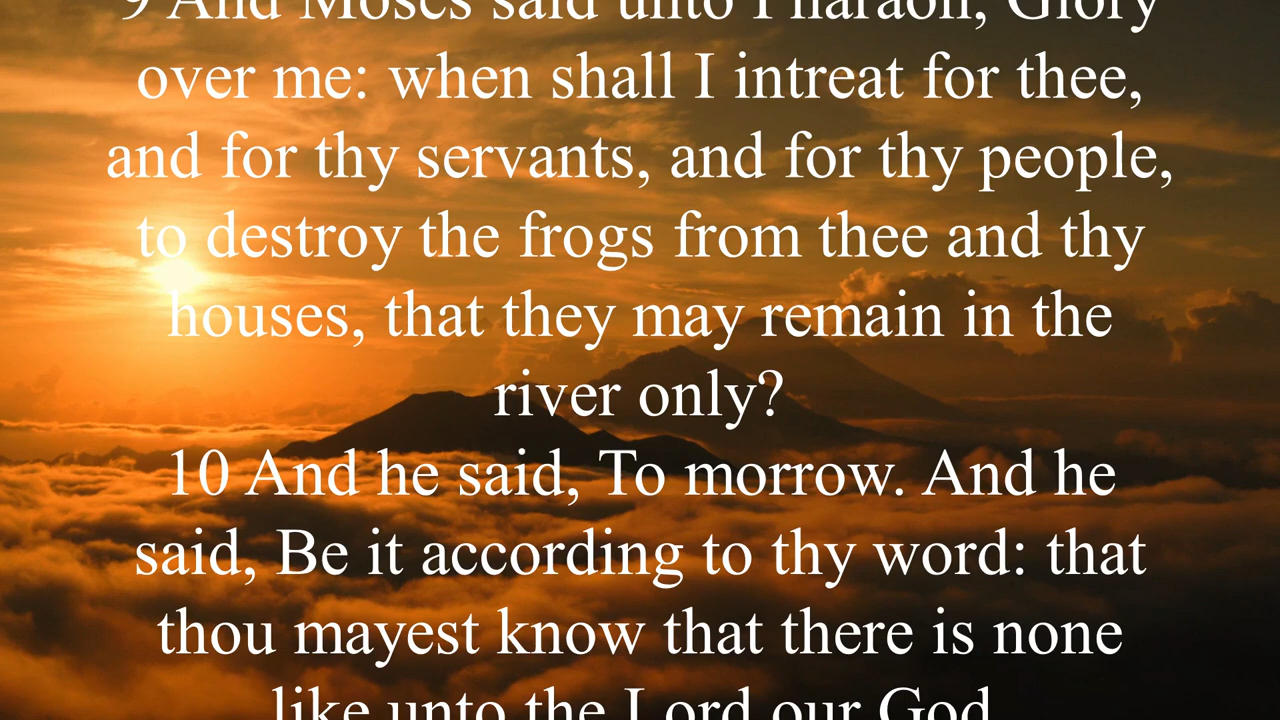 9 And Moses said unto Pharaoh, Glory
over me: when shall I intreat for thee,
and for thy servants, and for thy people,
to destroy the frogs from thee and thy
houses, that they may remain in the
river only?
10 And he said, To morrow. And he
said, Be it according to thy word: that
thou mayest know that there is none
like unto the Lord our God